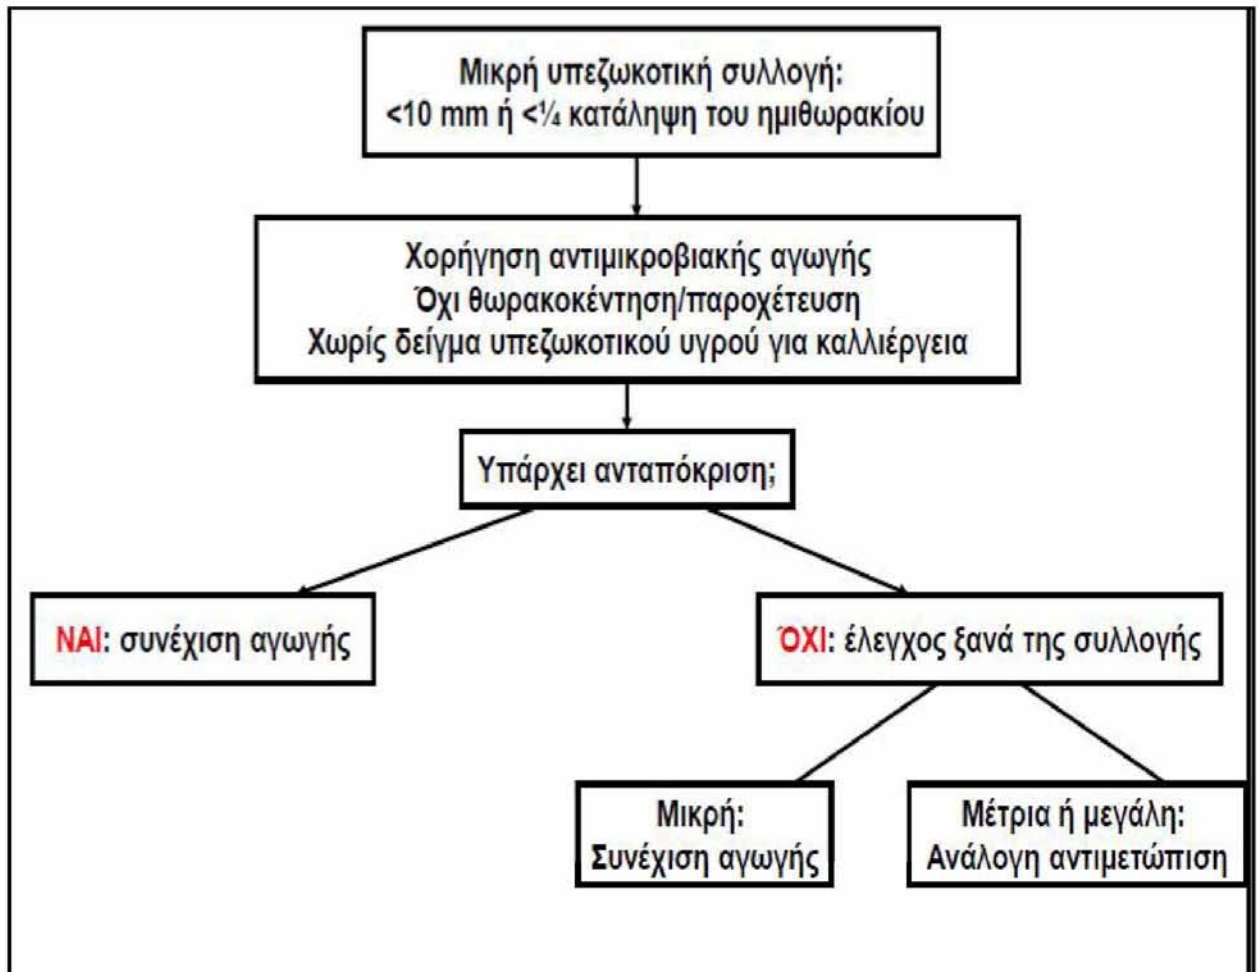 Μικρή υπεζωκοτική συλλογή:
<10 mm ή <¼ κατάληψη του ημιθωρακίου
Χορήγηση αντιμικροβιακής αγωγής
Όχι θωρακοκέντηση/παροχέτευση
Χωρίς δείγμα υπεζωκοτικού υγρού για καλλιέργεια
Υπάρχει ανταπόκριση;
ΝΑΙ: συνέχιση αγωγής
ΌΧΙ: έλεγχος ξανά της συλλογής
Μικρή:
Συνέχιση αγωγής
Μέτρια ή μεγάλη:
Ανάλογη αντιμετώπιση